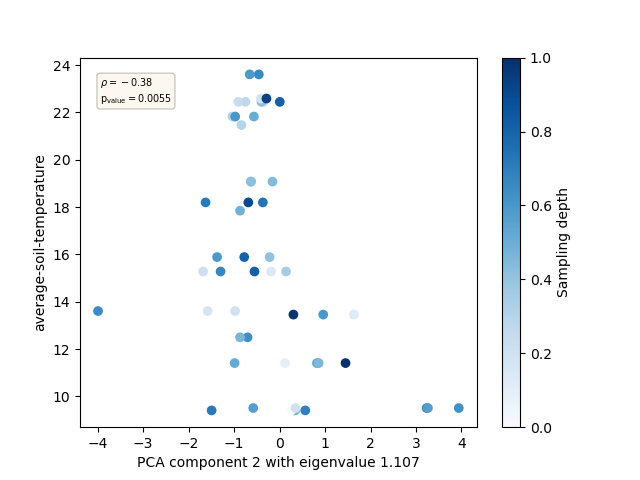 ρ = −0.38
pvalue = 0.0055
24
22
20
18
16
14
12
10
average-soil-temperature
−4 −3 −2 −1 0 1 2 3 4
PCA component 2 with eigenvalue 1.107
1.0
0.8
0.6
0.4
0.2
0.0
Sampling depth